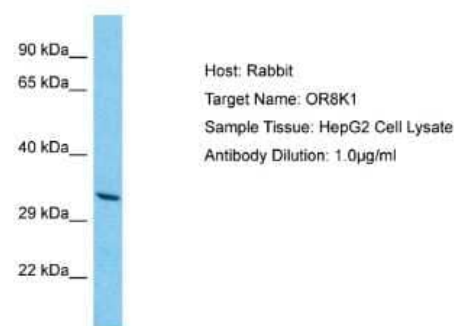 90 kDa
65 kDa
40 kDa
29 kDa
22 kDa
Host: Rabbit
Target Name: OR8K1
Sample Tissue: HepG2 Cell Lysate
Antibody Dilution: 1.0µg/ml